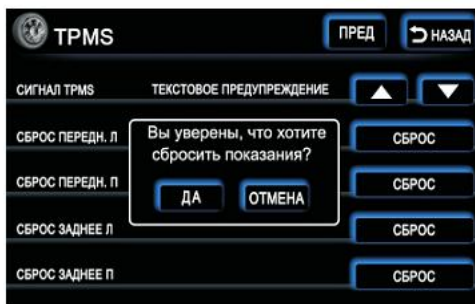 TPMS ПРЕД НАЗАД
СИГНАЛ TPMS ТЕКСТОВОЕ ПРЕДУПРЕЖДЕНИЕ
СБРОС ПЕРЕДН. Л СБРОС
Вы уверены, что хотите
сбросить показания?
СБРОС ПЕРЕДН. П СБРОС
ДА ОТМЕНА
СБРОС ЗАДНЕЕ Л СБРОС
СБРОС ЗАДНЕЕ П СБРОС